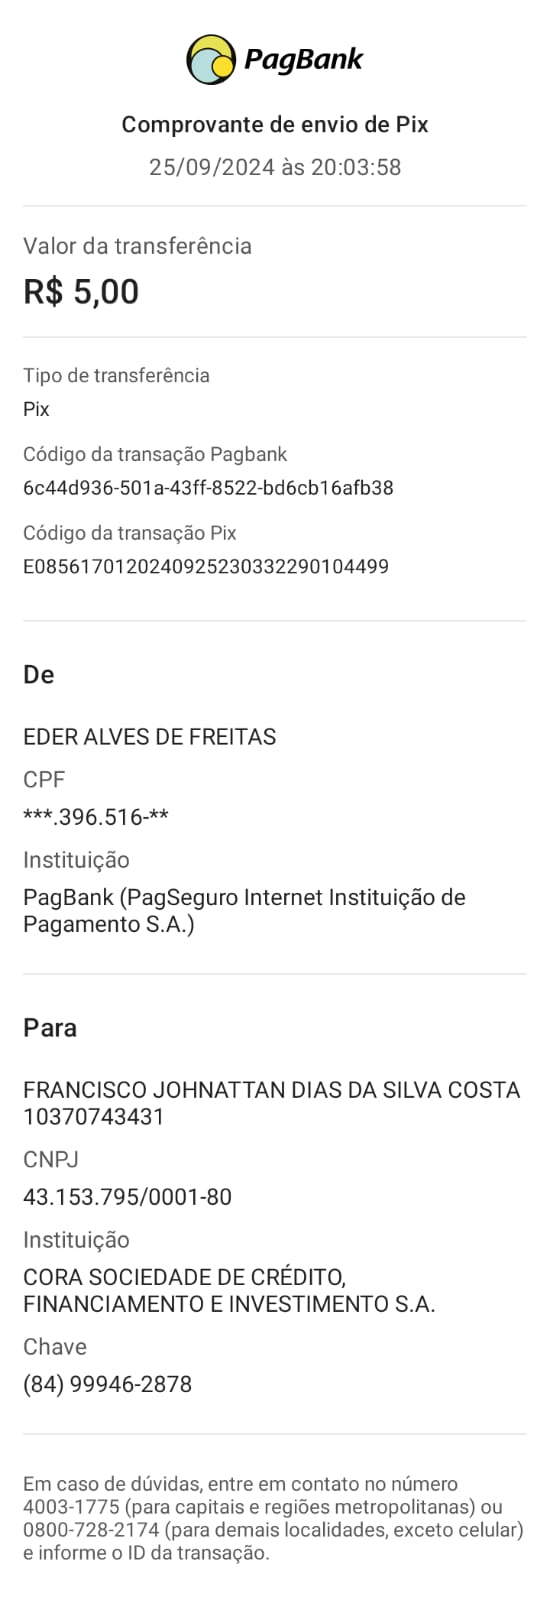 PagBank
Comprovante de envio de Pix
25/09/2024 às 20:03:58
Valor da transferência
R$ 5,00
Tipo de transferência
Pix
Código da transação Pagbank
6c44d936-501a-43ff-8522-bd6cb16afb38
Código da transação Pix
E08561701202409252303322901044​99
De
EDER ALVES DE FREITAS
CPF
***.396.516-**
Instituição
PagBank (PagSeguro Internet Instituição de
Pagamento S.A.)
Para
FRANCISCO JOHNATTAN DIAS DA SILVA COSTA
10370743431
CNPJ
43.153.795/0001-80
Instituição
CORA SOCIEDADE DE CRÉDITO,
FINANCIAMENTO E INVESTIMENTO S.A.
Chave
(84) 99946-2878
Em caso de dúvidas, entre em contato no número
4003-1775 (para capitais e regiões metropolitanas) ou
0800-728-2174 (para demais localidades, exceto celular)
e informe o ID da transação.